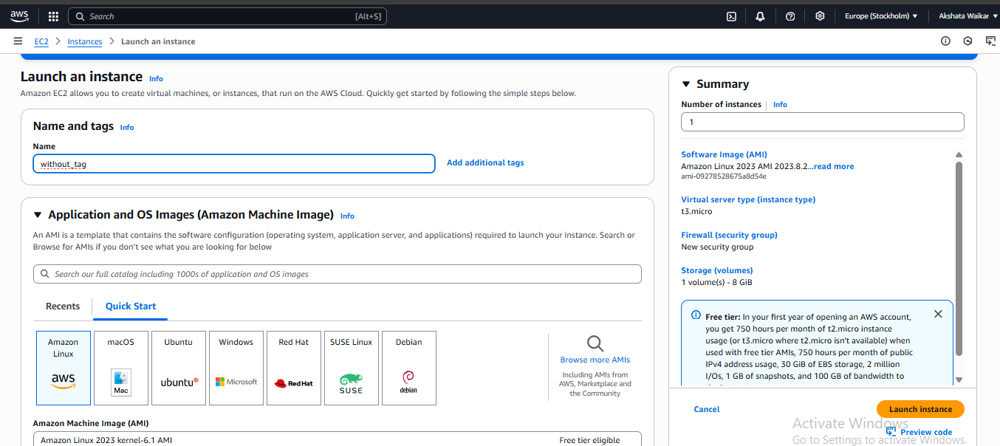 aws
Search
[Alt+S]
Europe (Stockholm)
Akshata Waikar
EC2
Instances
Launch an instance
Launch an instance Info
Amazon EC2 allows you to create virtual machines, or instances, that run on the AWS Cloud. Quickly get started by following the simple steps below.
Name and tags Info
Name
without_tag
Add additional tags
Application and OS Images (Amazon Machine Image) Info
An AMI is a template that contains the software configuration (operating system, application server, and applications) required to launch your instance. Search or
Browse for AMIs if you don't see what you are looking for below
Search our full catalog including 1000s of application and OS images
Recents
Quick Start
Amazon
Linux
aws
macOS
Mac
Ubuntu
ubuntu
Windows
Microsoft
Red Hat
Red Hat
SUSE Linux
SUSE
Debian
debian
Browse more AMIs
Including AMIs from
AWS, Marketplace and
the Community
Amazon Machine Image (AMI)
Amazon Linux 2023 kernel-6.1 AMI
Free tier eligible
Summary
Number of instances
Info
1
Software Image (AMI)
Amazon Linux 2023 AMI 2023.8.2...read more
ami-09278528675a8d54e
Virtual server type (instance type)
t3.micro
Firewall (security group)
New security group
Storage (volumes)
1 volume(s) - 8 GiB
Free tier: In your first year of opening an AWS account,
you get 750 hours per month of t2.micro instance
usage (or t3.micro where t2.micro isn't available) when
used with free tier AMIs, 750 hours per month of public
IPv4 address usage, 30 GiB of EBS storage, 2 million
I/Os, 1 GB of snapshots, and 100 GB of bandwidth to
Cancel
Launch instance
Preview code
Activate Windows
Go to Settings to activate Windows.